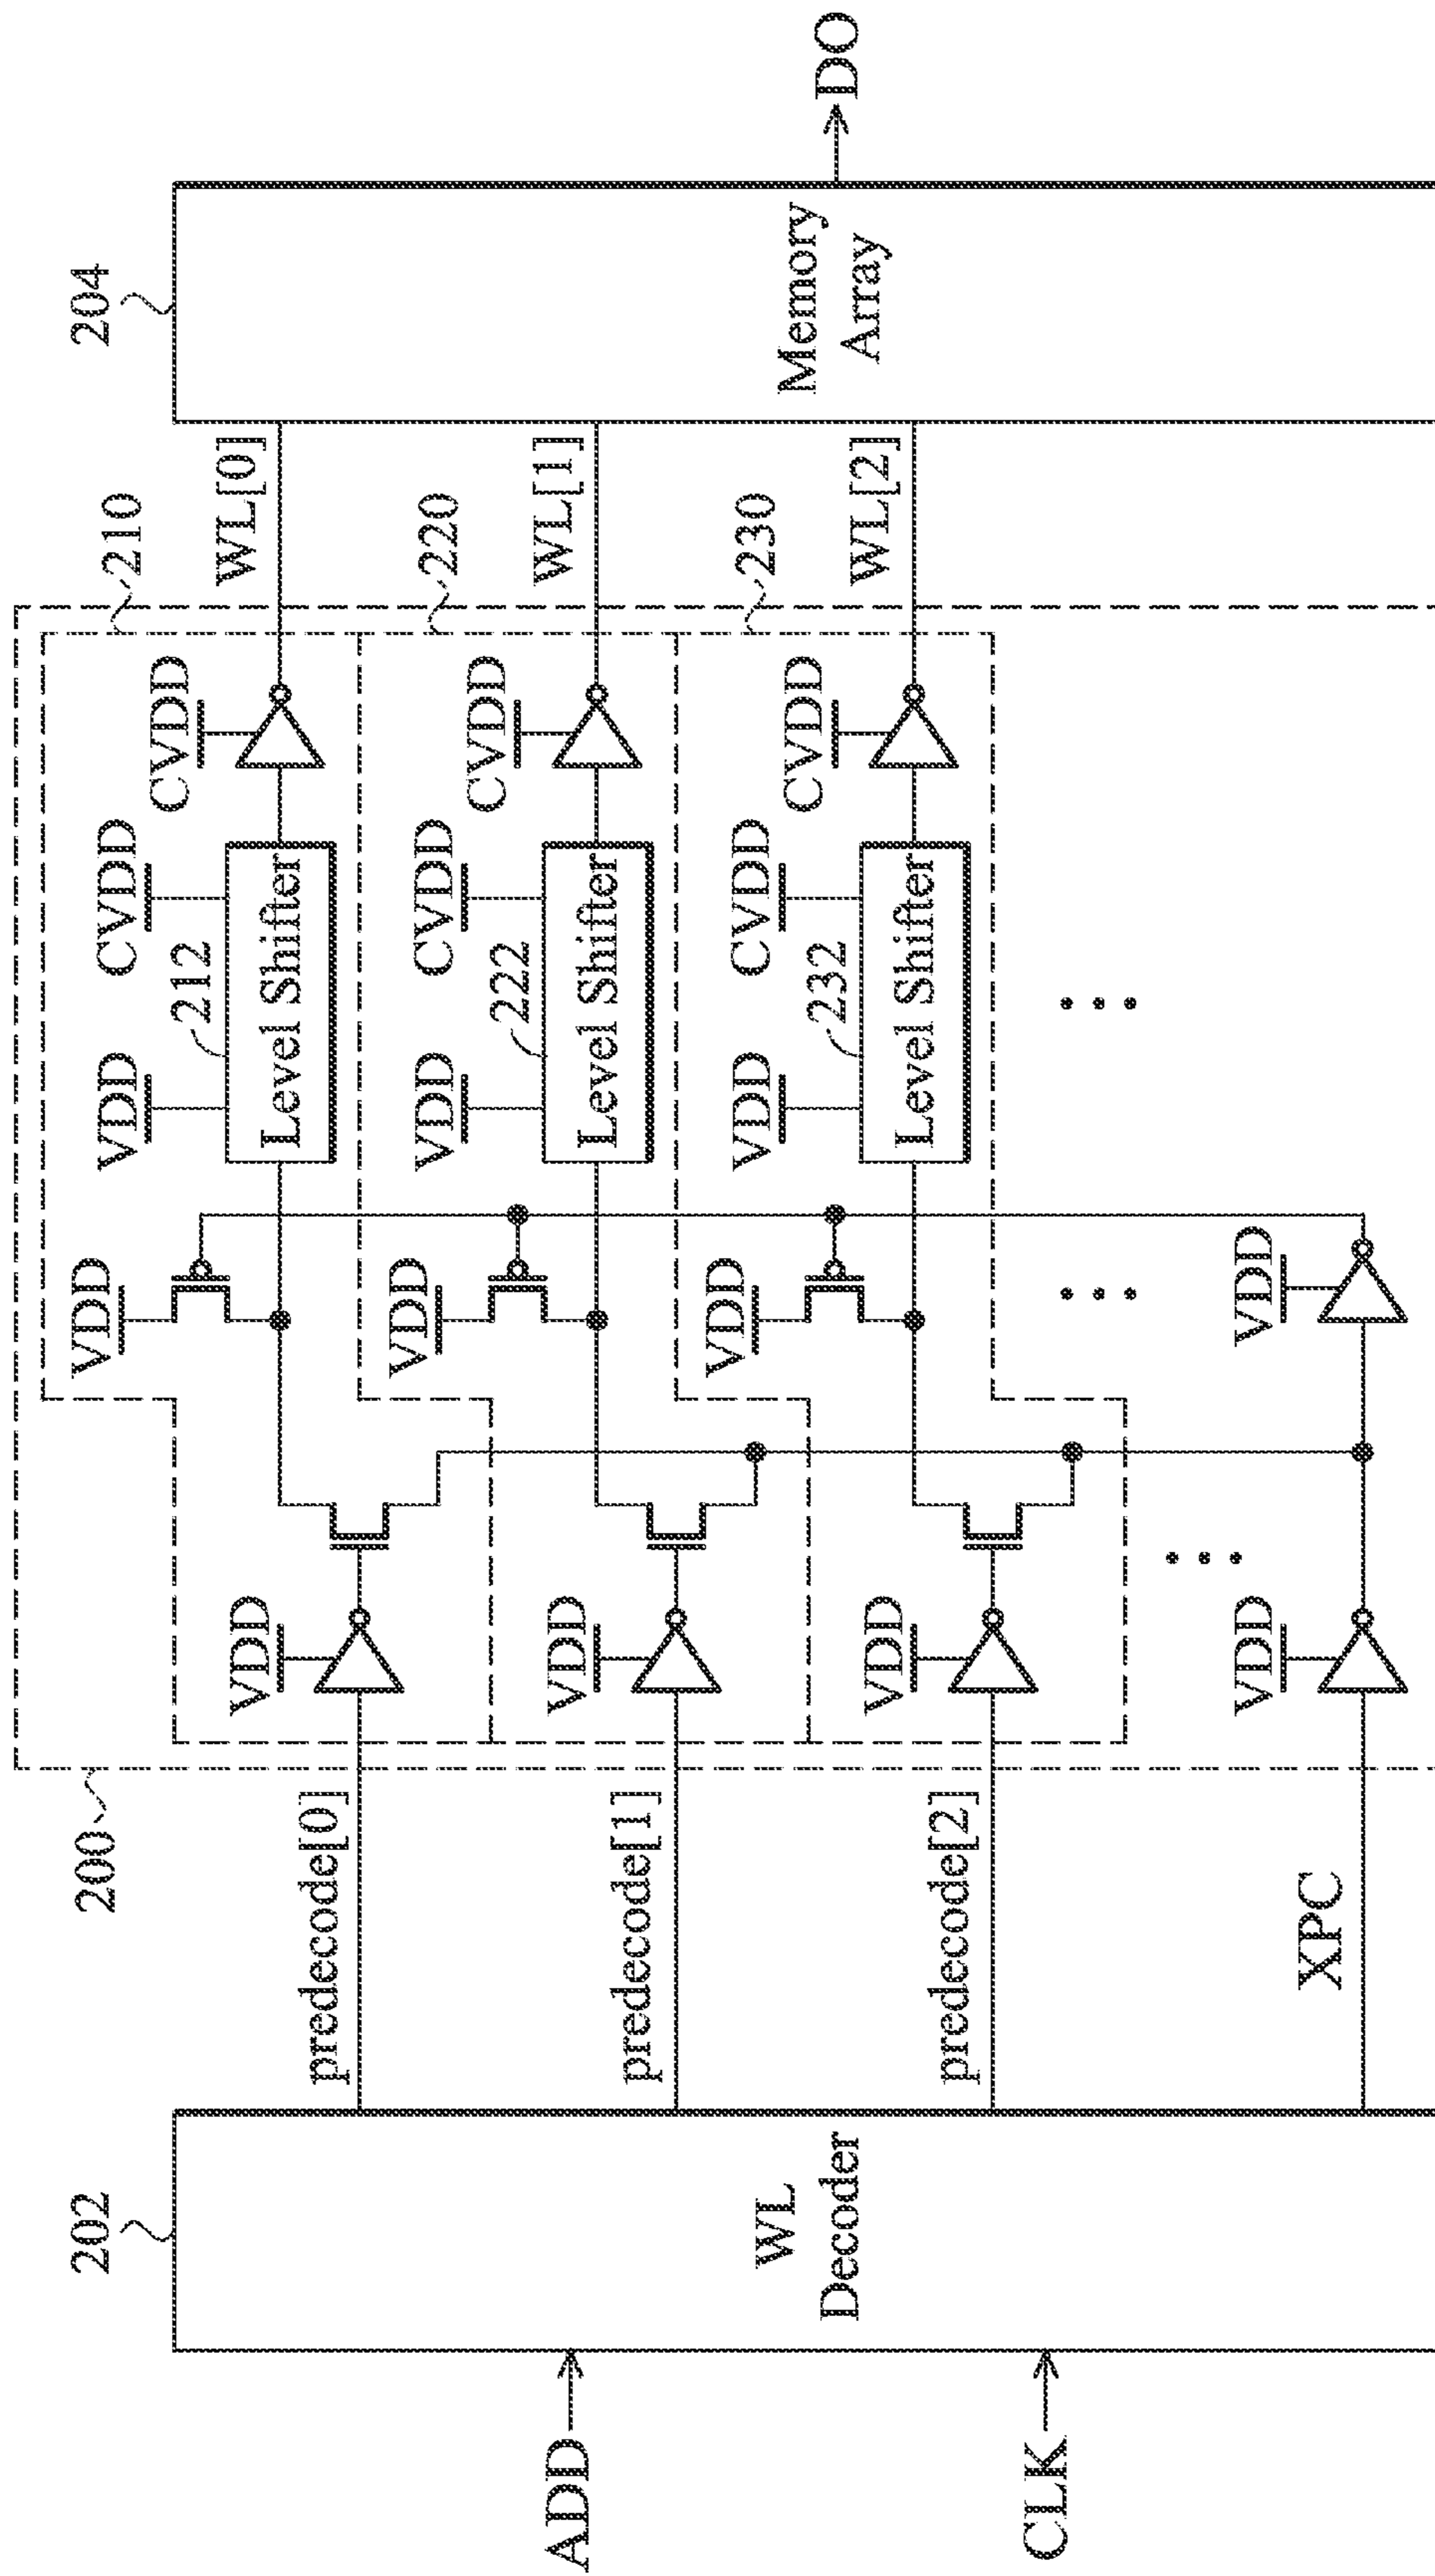 200
202
204
210
220
230
ADD
CLK
WL
Decoder
predecode[0]
predecode[1]
predecode[2]
XPC
VDD
VDD
VDD
CVDD
CVDD
212
Level Shifter
WL[0]
VDD
VDD
VDD
CVDD
CVDD
222
Level Shifter
WL[1]
VDD
VDD
VDD
CVDD
CVDD
232
Level Shifter
WL[2]
VDD
VDD
Memory
Array
DO